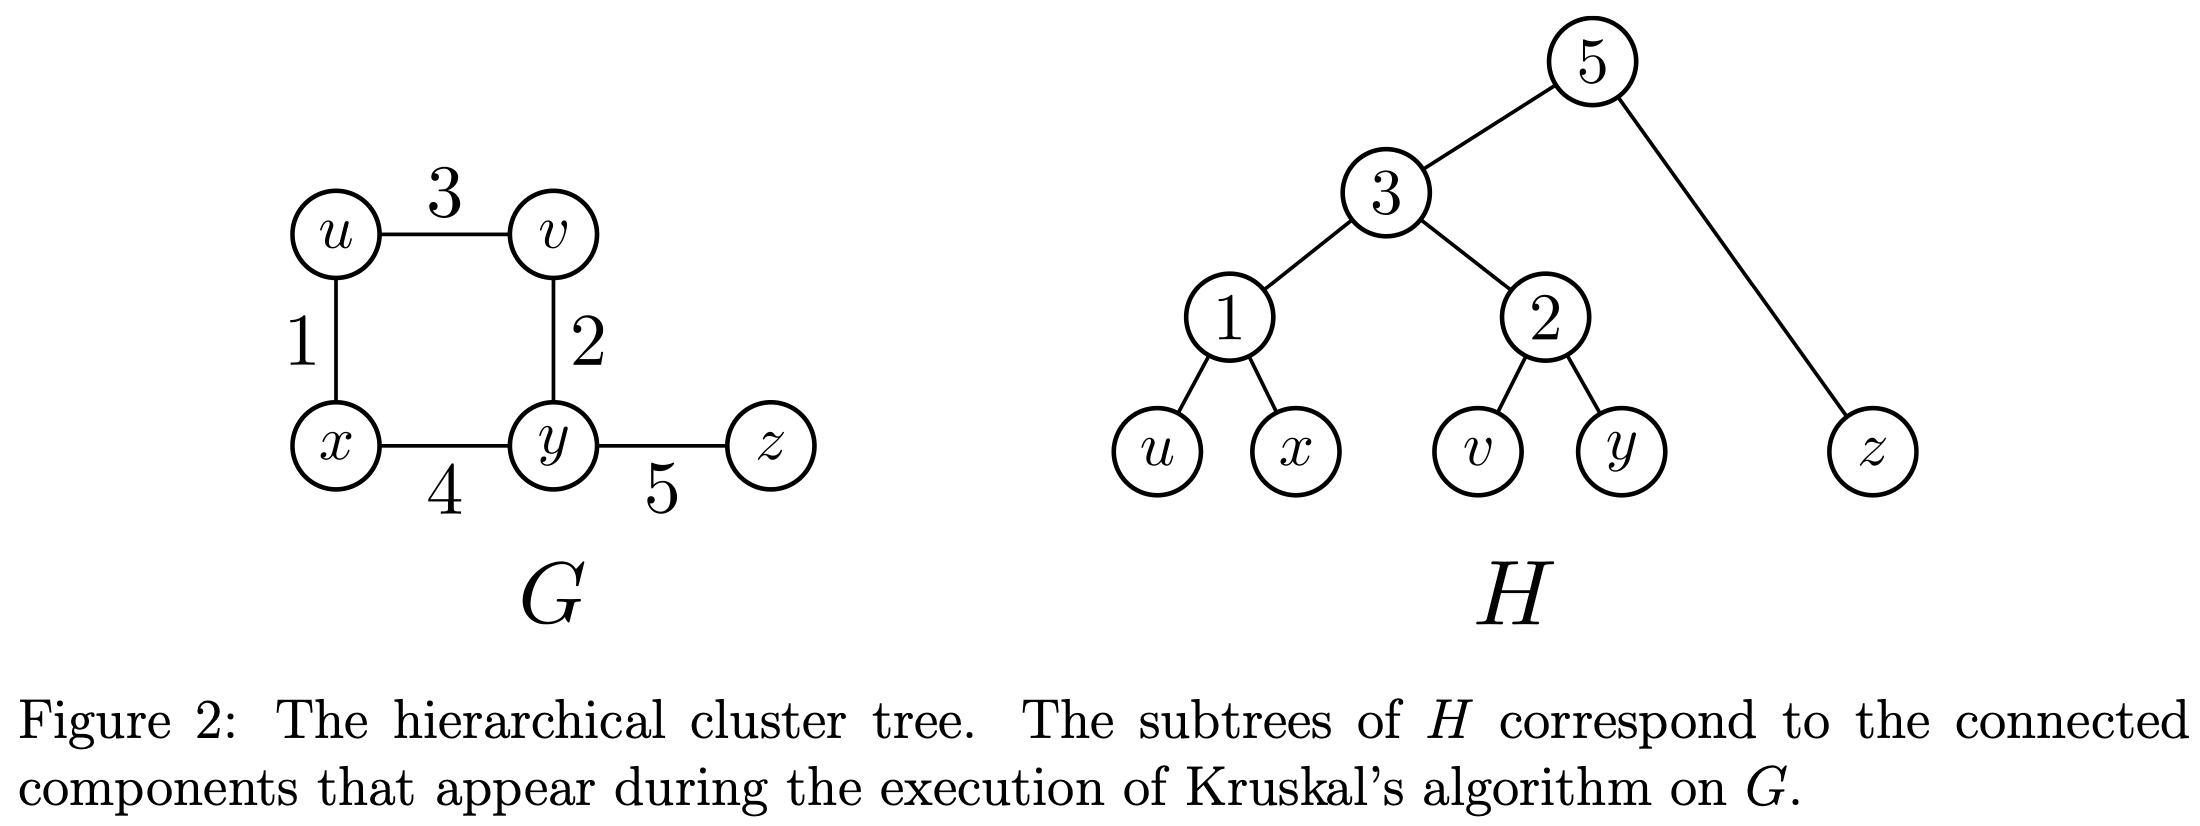 5
3
u 3 v
1 2
1 2
x y z
4 5
u x v y z
G H
Figure 2: The hierarchical cluster tree. The subtrees of H correspond to the connected
components that appear during the execution of Kruskal's algorithm on G.